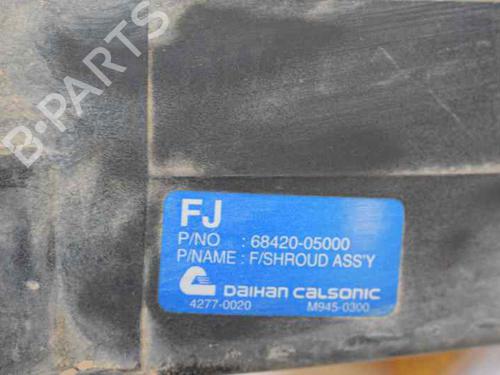 B-PARTS
FJ
P/NO : 68420-05000
P/NAME : F/SHROUD ASS'Y
DAIHAN CALSONIC
4277-0020 M945-0300